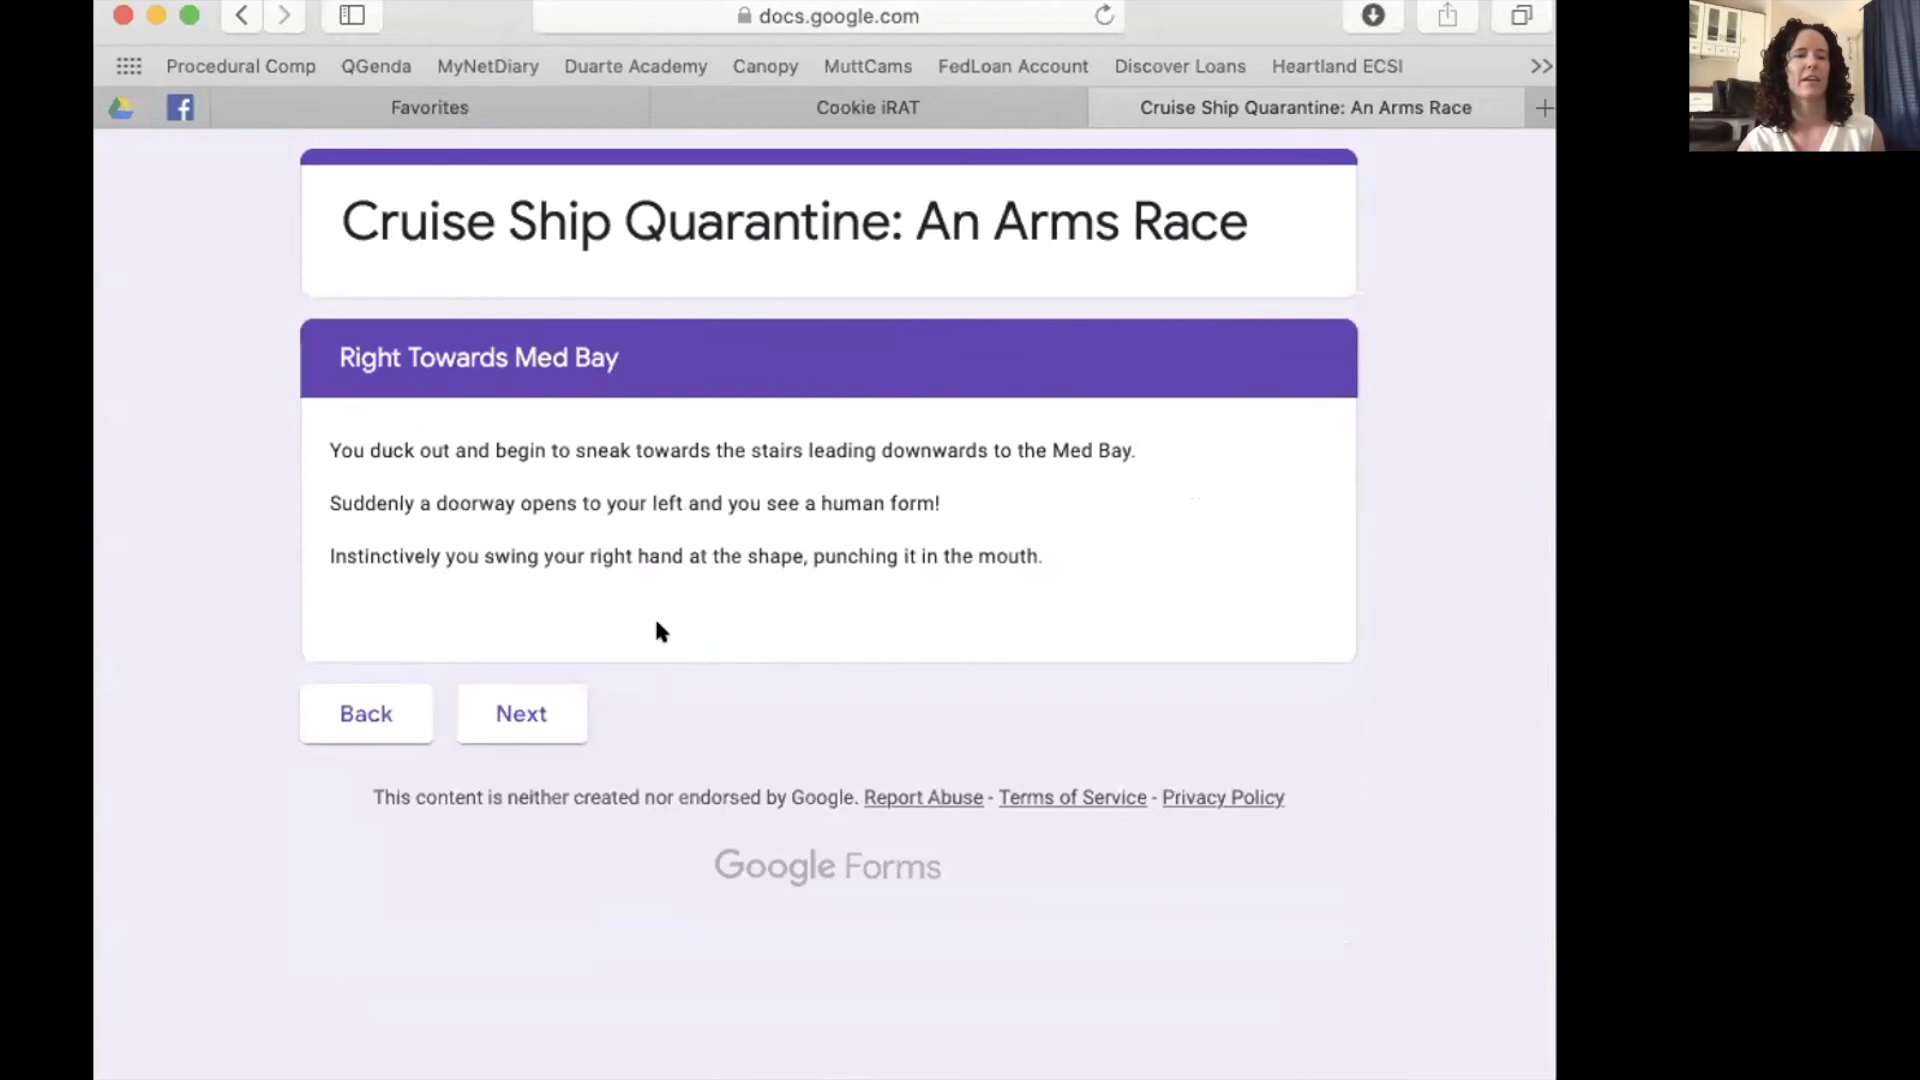 docs.google.com
Procedural Comp QGenda MyNetDiary Duarte Academy Canopy MuttCams FedLoan Account Discover Loans Heartland ECSI >>
Favorites Cookie iRAT Cruise Ship Quarantine: An Arms Race
Cruise Ship Quarantine: An Arms Race
Right Towards Med Bay
You duck out and begin to sneak towards the stairs leading downwards to the Med Bay.
Suddenly a doorway opens to your left and you see a human form!
Instinctively you swing your right hand at the shape, punching it in the mouth.
Back Next
This content is neither created nor endorsed by Google. Report Abuse - Terms of Service - Privacy Policy
Google Forms